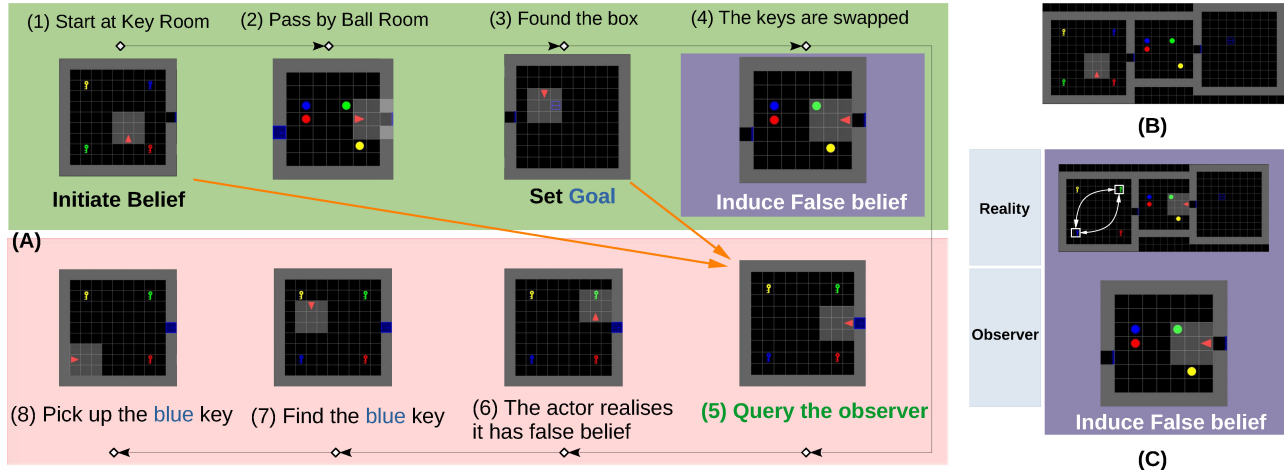 (1) Start at Key Room
(2) Pass by Ball Room
(3) Found the box
(4) The keys are swapped
Initiate Belief
Set Goal
Induce False belief
(A)
(8) Pick up the blue key
(7) Find the blue key
(6) The actor realises
it has false belief
(5) Query the observer
(B)
Reality
Observer
Induce False belief
(C)